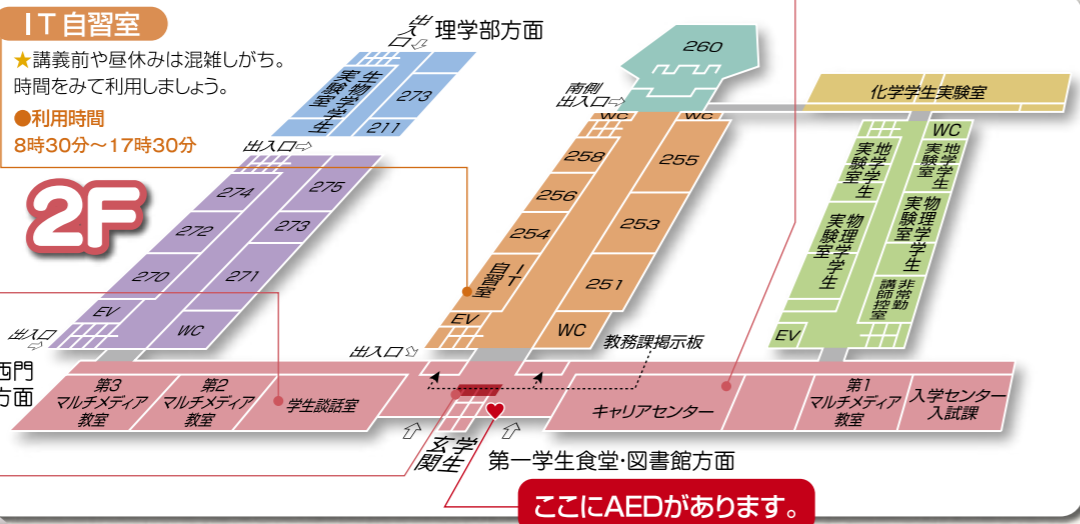 IT自習室
★講義前や昼休みは混雑しがち。
時間をみて利用しましょう。
●利用時間
8時30分〜17時30分
2F
出入口
理学部方面
生物学学生
実験室
273
211
出入口
274
275
272
273
270
271
EV
WC
出入口
西門
方面
260
南側
出入口
WC
WC
258
255
256
253
254
IT
自習室
251
EV
WC
出入口
教務課掲示板
化学学生実験室
WC
地学学生
実験室
地学学生
実験室
物理学学生
実験室
物理学学生
実験室
非常勤
講師控室
EV
第3
マルチメディア
教室
第2
マルチメディア
教室
学生談話室
キャリアセンター
第1
マルチメディア
教室
入学センター
入試課
学生
玄関
第一学生食堂・図書館方面
ここにAEDがあります。